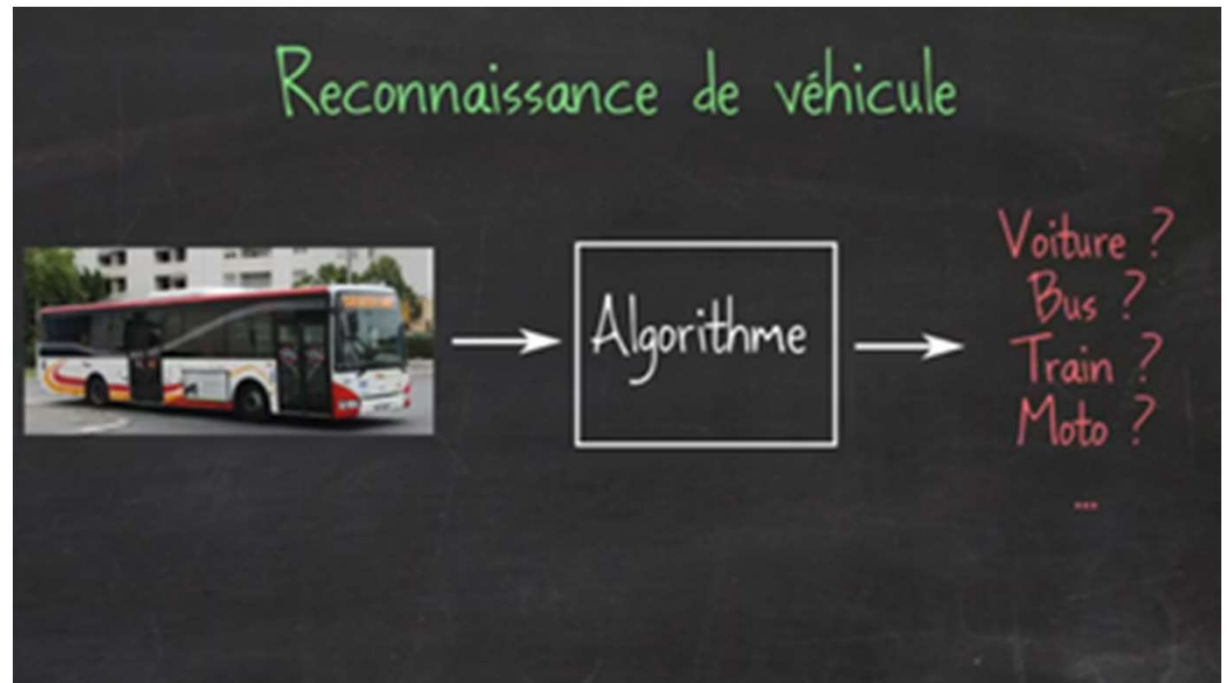 Reconnaissance de véhicule
Algorithme
Voiture ?
Bus ?
Train ?
Moto ?
...